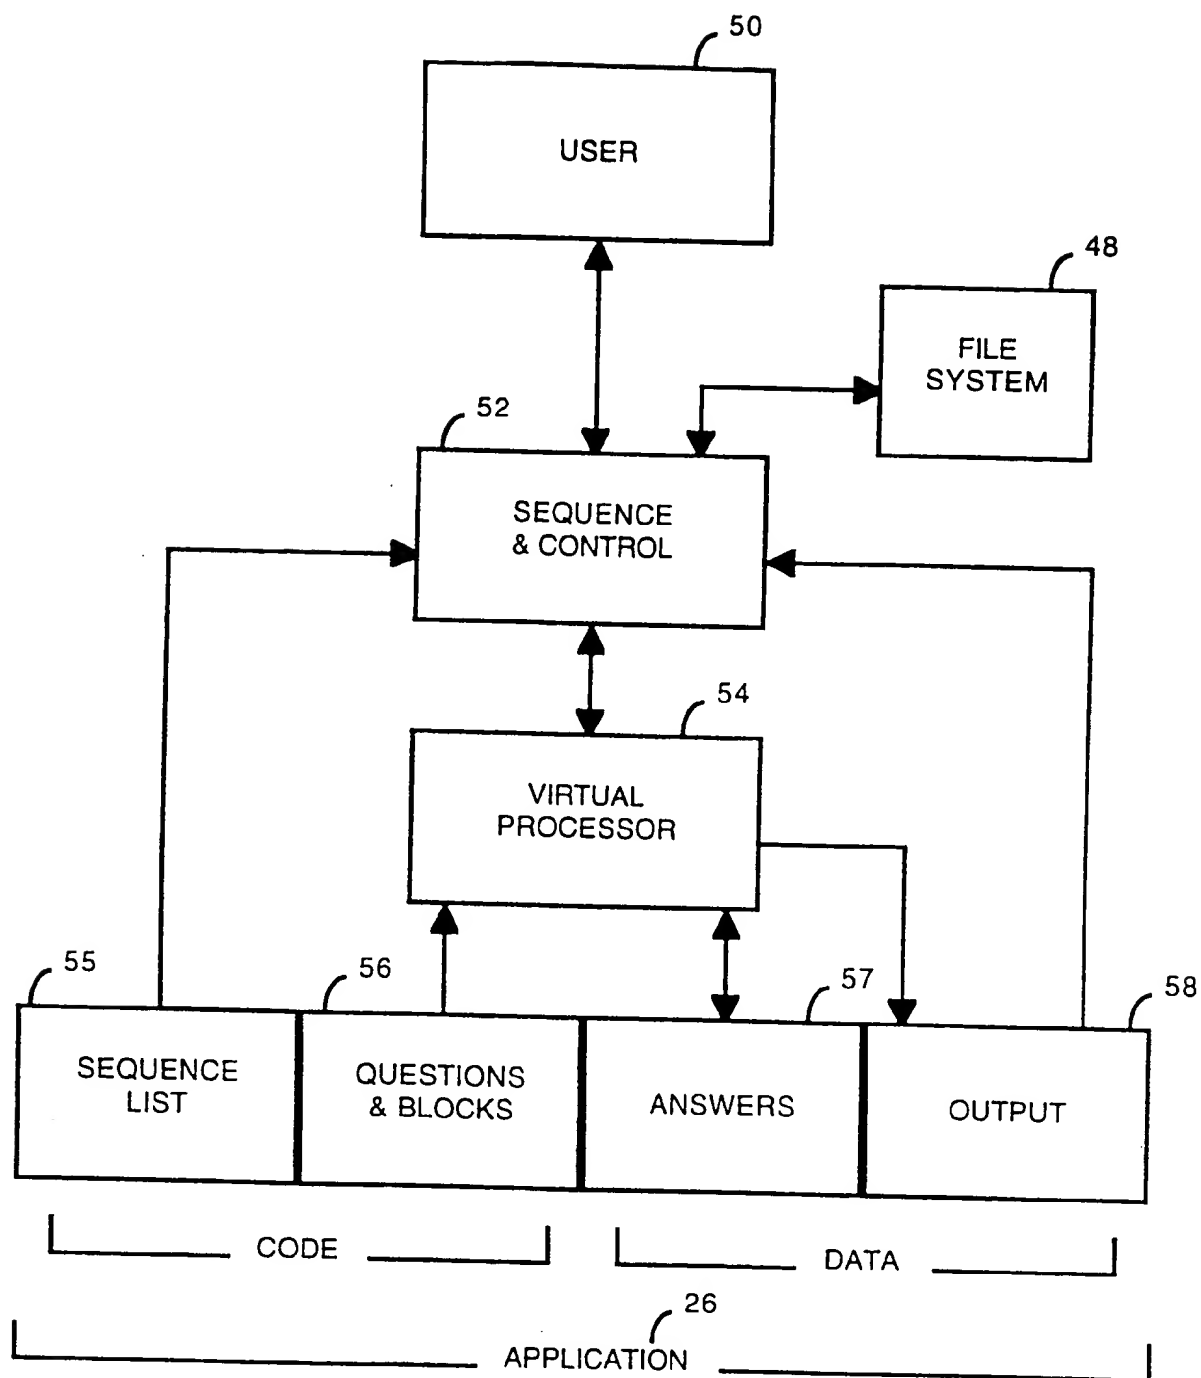 50
USER
48
FILE
SYSTEM
52
SEQUENCE
& CONTROL
54
VIRTUAL
PROCESSOR
55
56
57
58
SEQUENCE
LIST
QUESTIONS
& BLOCKS
ANSWERS
OUTPUT
CODE
DATA
26
APPLICATION